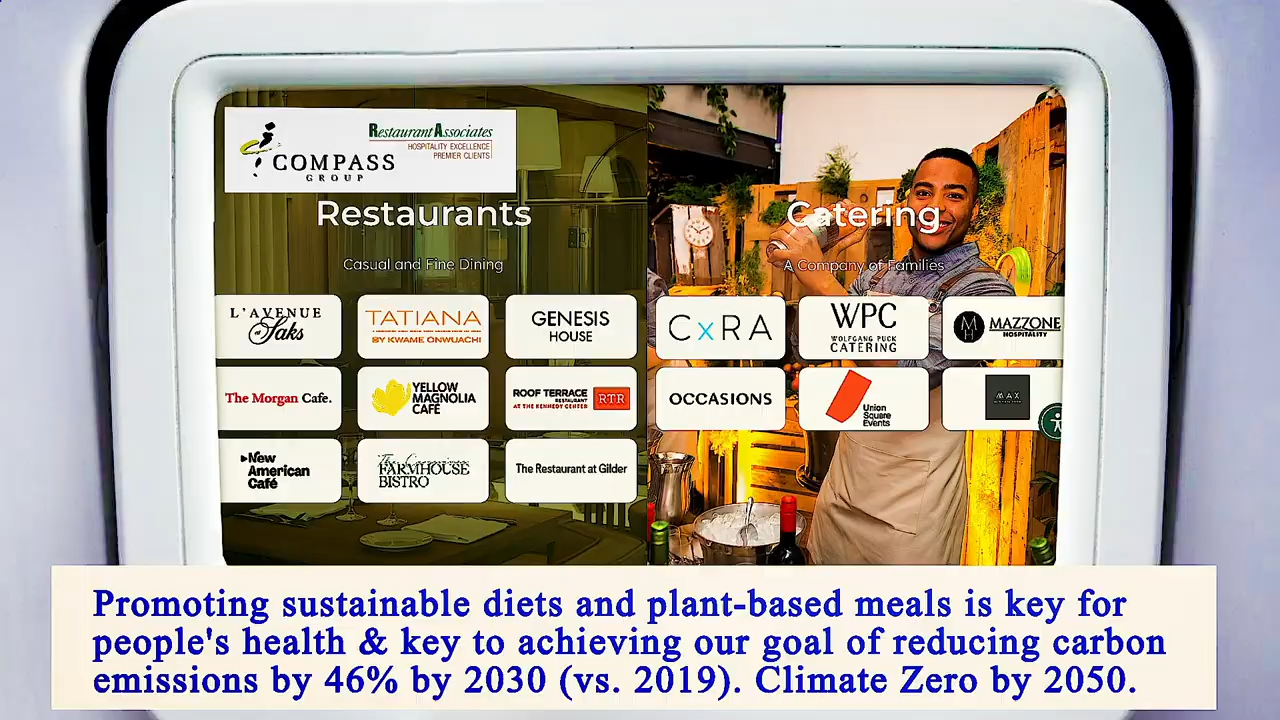 COMPASS
GROUP
Restaurant Associates
HOSPITALITY EXCELLENCE
PREMIER CLIENTS
Restaurants
Casual and Fine Dining
L'AVENUE
Saks
TATIANA
BY KWAME ONWUACHI
GENESIS
HOUSE
The Morgan Cafe.
YELLOW
MAGNOLIA
CAFÉ
ROOF TERRACE
RESTAURANT
AT THE KENNEDY CENTER
RTR
New
American
Café
FARMHOUSE
BISTRO
The Restaurant at Gilder
Catering
A Company of Families
CxRA
WPC
WOLFGANG PUCK
CATERING
M
H
MAZZONE
HOSPITALITY
OCCASIONS
Union
Square
Events
MAX
Promoting sustainable diets and plant-based meals is key for
people's health & key to achieving our goal of reducing carbon
emissions by 46% by 2030 (vs. 2019). Climate Zero by 2050.